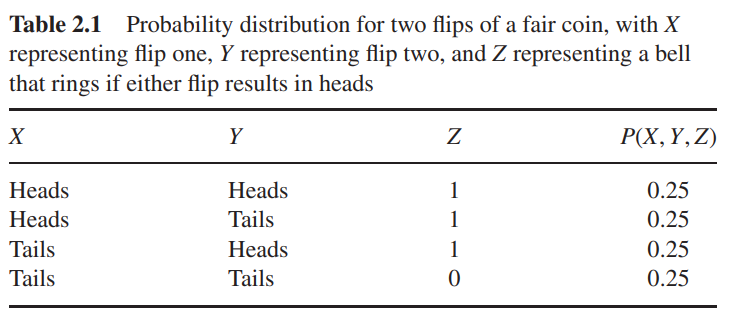 Table 2.1 Probability distribution for two flips of a fair coin, with X
representing flip one, Y representing flip two, and Z representing a bell
that rings if either flip results in heads
X Y Z P(X, Y, Z)
Heads Heads 1 0.25
Heads Tails 1 0.25
Tails Heads 1 0.25
Tails Tails 0 0.25